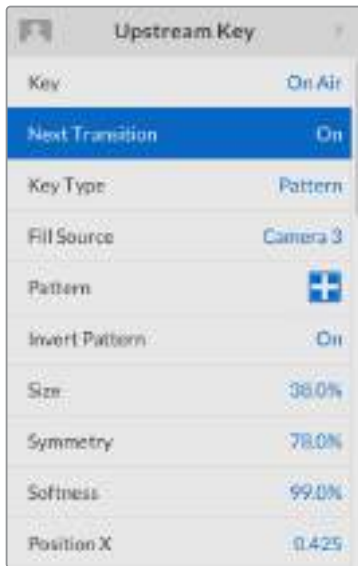 Upstream Key
Key On Air
Next Transition On
Key Type Pattern
Fill Source Camera 3
Pattern
Invert Pattern On
Size 38.0%
Symmetry 78.0%
Softness 99.0%
Position X 0.425